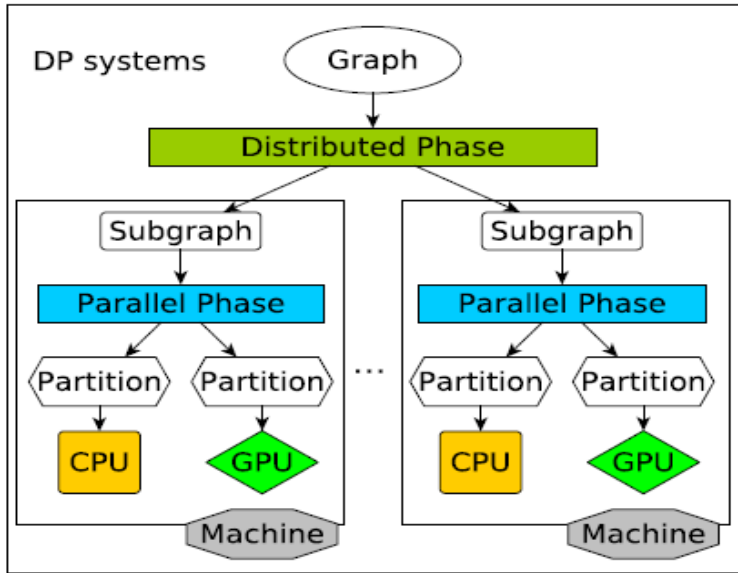 DP systems
Graph
Distributed Phase
Subgraph
Subgraph
Parallel Phase
Parallel Phase
Partition
Partition
...
Partition
Partition
CPU
GPU
CPU
GPU
Machine
Machine